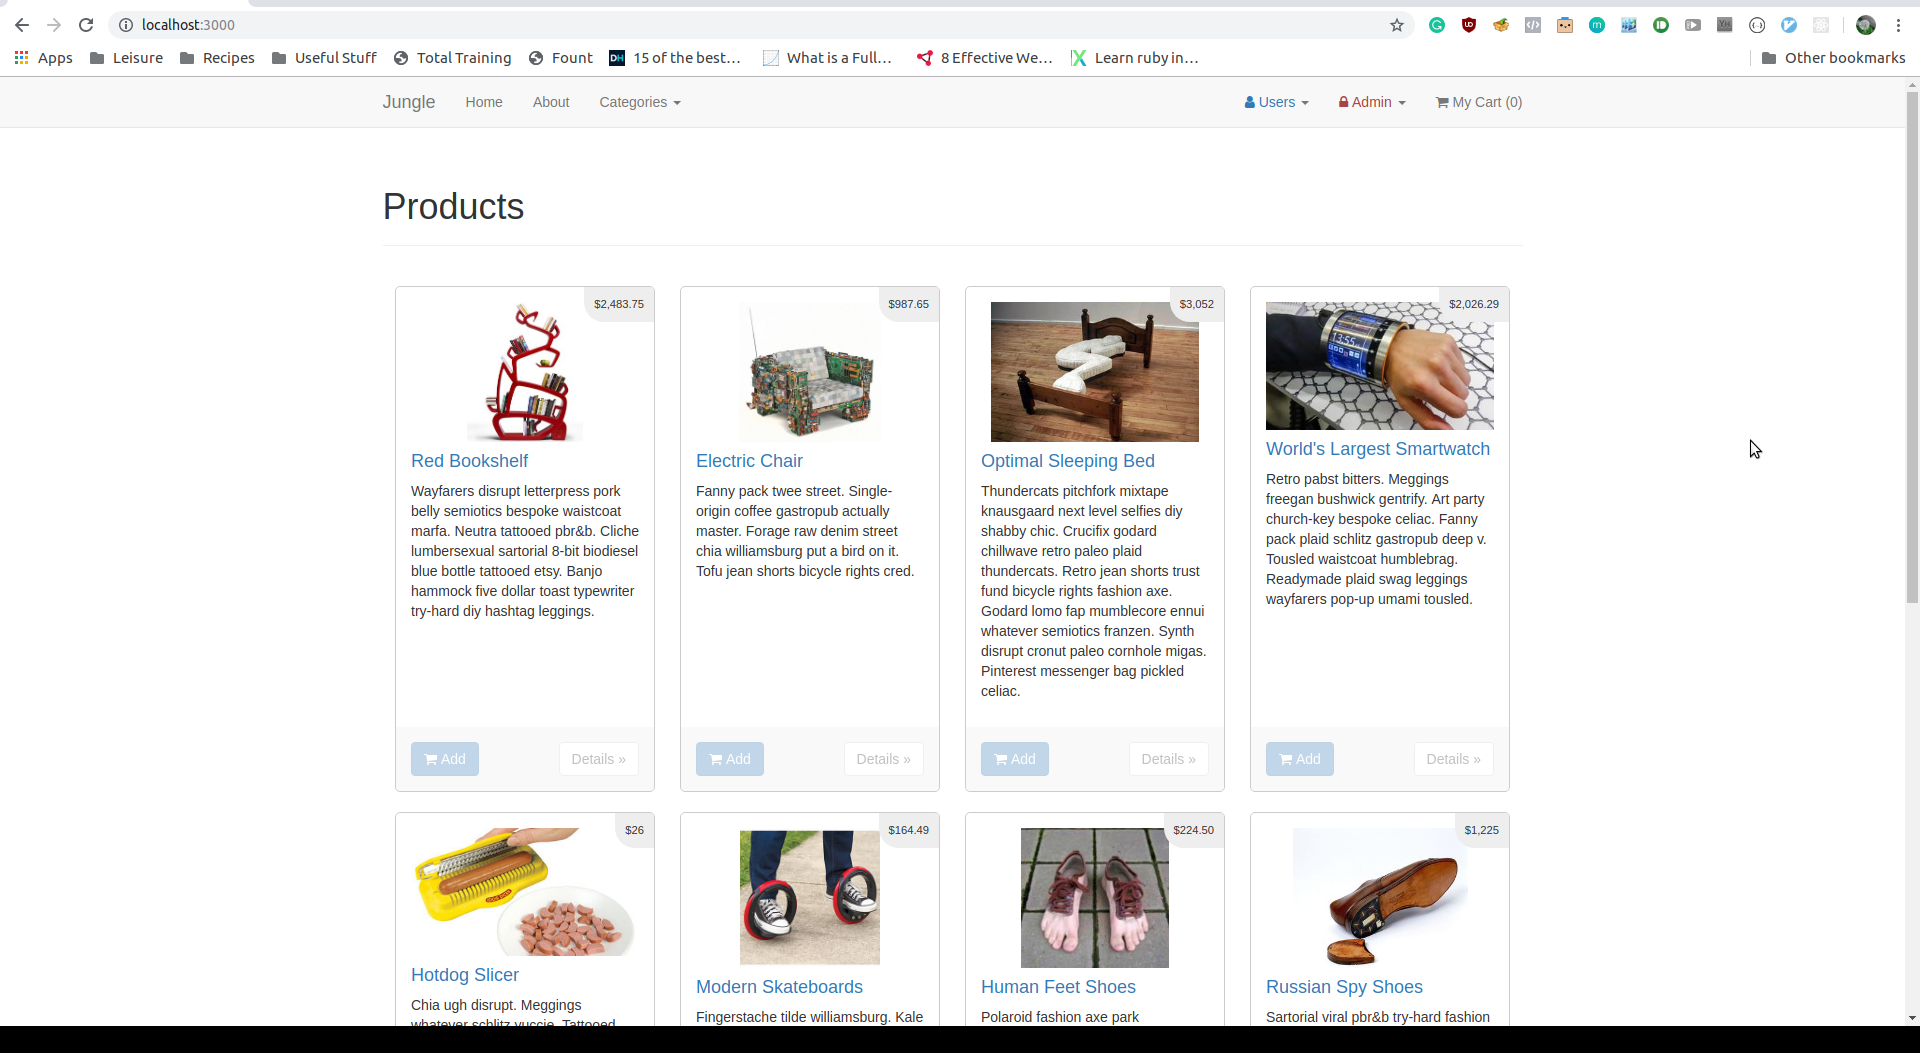 localhost:3000
Apps Leisure Recipes Useful Stuff Total Training Fount DH 15 of the best... What is a Full... 8 Effective We... Learn ruby in... Other bookmarks
Jungle Home About Categories Users Admin My Cart (0)
Products
$2,483.75
Red Bookshelf
Wayfarers disrupt letterpress pork
belly semiotics bespoke waistcoat
marfa. Neutra tattooed pbr&b. Cliche
lumbersexual sartorial 8-bit biodiesel
blue bottle tattooed etsy. Banjo
hammock five dollar toast typewriter
try-hard diy hashtag leggings.
Add Details »
$987.65
Electric Chair
Fanny pack twee street. Single-
origin coffee gastropub actually
master. Forage raw denim street
chia williamsburg put a bird on it.
Tofu jean shorts bicycle rights cred.
Add Details »
$3,052
Optimal Sleeping Bed
Thundercats pitchfork mixtape
knausgaard next level selfies diy
shabby chic. Crucifix godard
chillwave retro paleo plaid
thundercats. Retro jean shorts trust
fund bicycle rights fashion axe.
Godard lomo fap mumblecore ennui
whatever semiotics franzen. Synth
disrupt cronut paleo cornhole migas.
Pinterest messenger bag pickled
celiac.
Add Details »
$2,026.29
13:55
World's Largest Smartwatch
Retro pabst bitters. Meggings
freegan bushwick gentrify. Art party
church-key bespoke celiac. Fanny
pack plaid schlitz gastropub deep v.
Tousled waistcoat humblebrag.
Readymade plaid swag leggings
wayfarers pop-up umami tousled.
Add Details »
$26
Hotdog Slicer
Chia ugh disrupt. Meggings
whatever schlitz yuccie. Tattooed
$164.49
Modern Skateboards
Fingerstache tilde williamsburg. Kale
$224.50
Human Feet Shoes
Polaroid fashion axe park
$1,225
Russian Spy Shoes
Sartorial viral pbr&b try-hard fashion